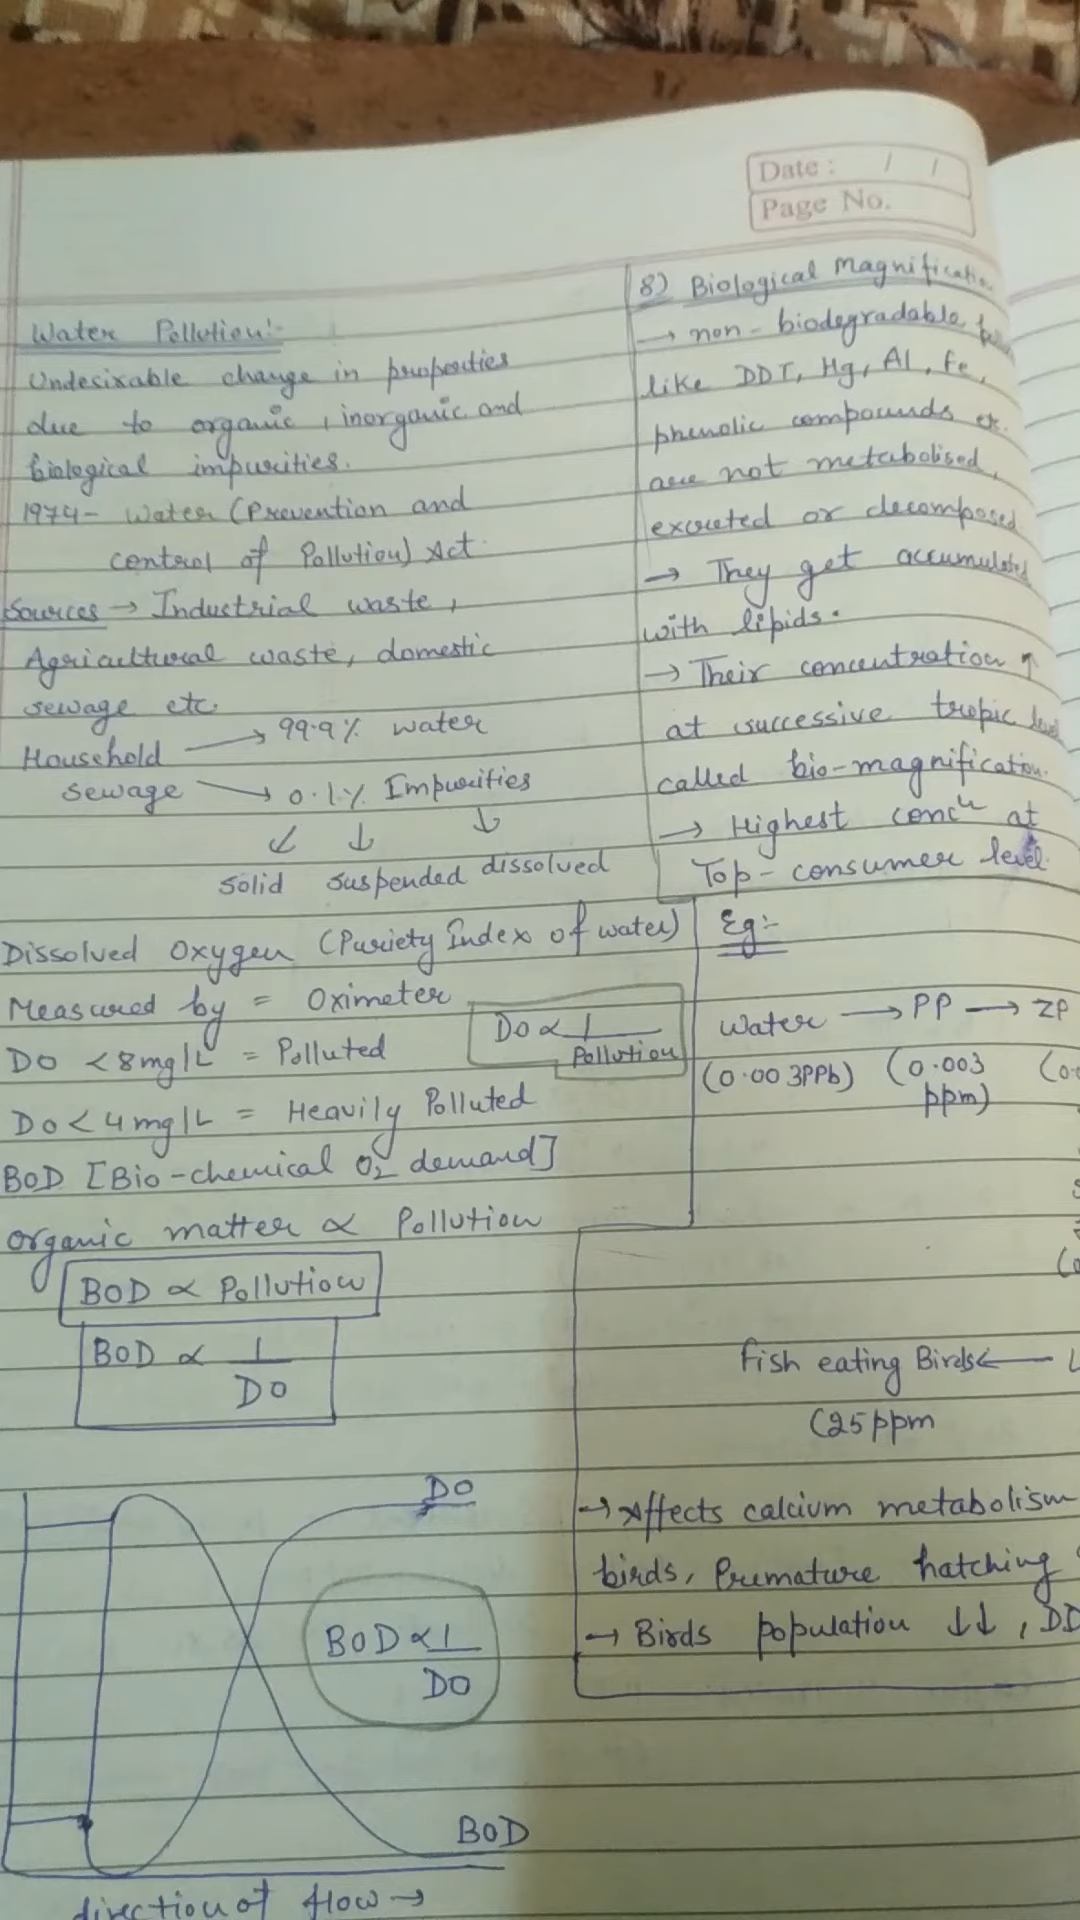 Date : / /
Page No.
Water Pollution:-
Undesirable change in properties
due to organic, inorganic and
biological impurities.
1974- Water (Prevention and
control of Pollution) Act.
Sources → Industrial waste,
Agricultural waste, domestic
sewage etc.
Household → 99.9% water
sewage → 0.1% Impurities
↙ ↓ ↓
solid suspended dissolved
Dissolved Oxygen (Puriety Index of water)
Measured by = Oximeter
DO < 8mg/L = Polluted
DO ∝ 1
Pollution
Do < 4mg/L = Heavily Polluted
BOD [Bio-chemical O2 demand]
organic matter ∝ Pollution
BOD ∝ Pollution
BOD ∝ 1
DO
DO
BOD ∝ 1
DO
BOD
direction of flow →
8) Biological Magnificatio
→ non-biodegradable
like DDT, Hg, Al, Fe,
phenolic compounds etc.
are not metabolised,
excreted or decomposed
→ They get accumulated
with lipids.
→ Their concentration ↑
at successive tropic level
called bio-magnification.
→ Highest concn at
Top-consumer level.
Eg:-
Water → PP → ZP
(0.003PPb) (0.003
ppm)
Fish eating Birds ←
(25ppm
→ Affects calcium metabolism
birds, Premature hatching
→ Birds population ↓↓, DD